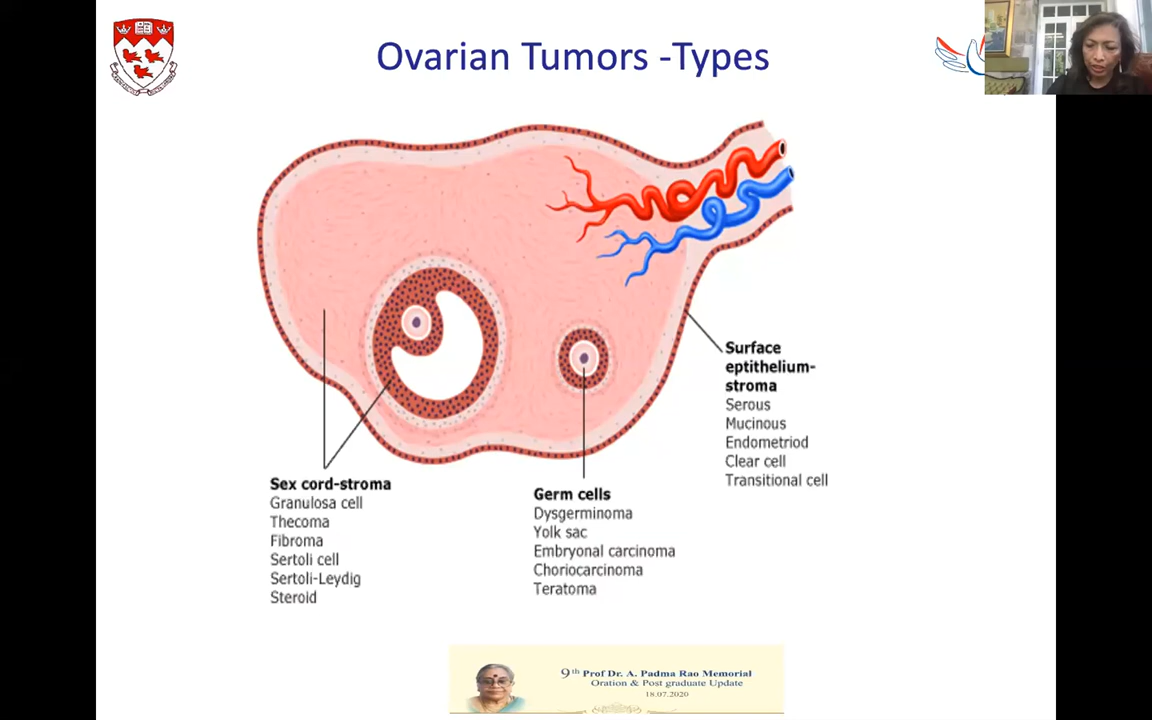 Ovarian Tumors -Types
Surface
eptithelium-
stroma
Serous
Mucinous
Endometriod
Clear cell
Transitional cell
Sex cord-stroma
Granulosa cell
Thecoma
Fibroma
Sertoli cell
Sertoli-Leydig
Steroid
Germ cells
Dysgerminoma
Yolk sac
Embryonal carcinoma
Choriocarcinoma
Teratoma
9th Prof Dr. A. Padma Rao Memorial
Oration & Post graduate Update
18.07.2020